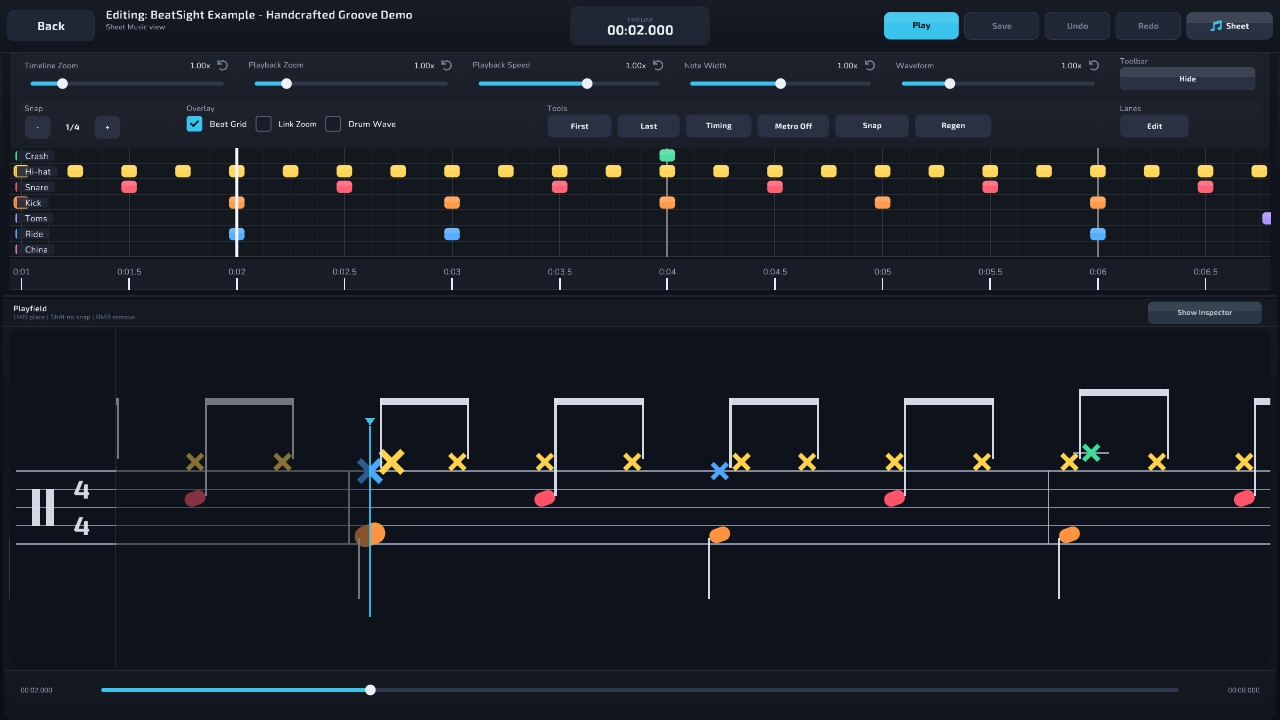 Back
Editing: BeatSight Example - Handcrafted Groove Demo
Sheet Music view
TIMELINE
00:02.000
Play
Save
Undo
Redo
Sheet
Timeline Zoom 1.00x
Playback Zoom 1.00x
Playback Speed 1.00x
Note Width 1.00x
Waveform 1.00x
Toolbar
Hide
Snap
- 1/4 +
Overlay
Beat Grid Link Zoom Drum Wave
Tools
First Last Timing Metro Off Snap Regen
Lanes
Edit
Crash
Hi-hat
Snare
Kick
Toms
Ride
China
0:01 0:01.5 0:02 0:02.5 0:03 0:03.5 0:04 0:04.5 0:05 0:05.5 0:06 0:06.5
Playfield
LMB place | Shift no snap | RMB remove
Show Inspector
4
4
00:02.000
00:08.000